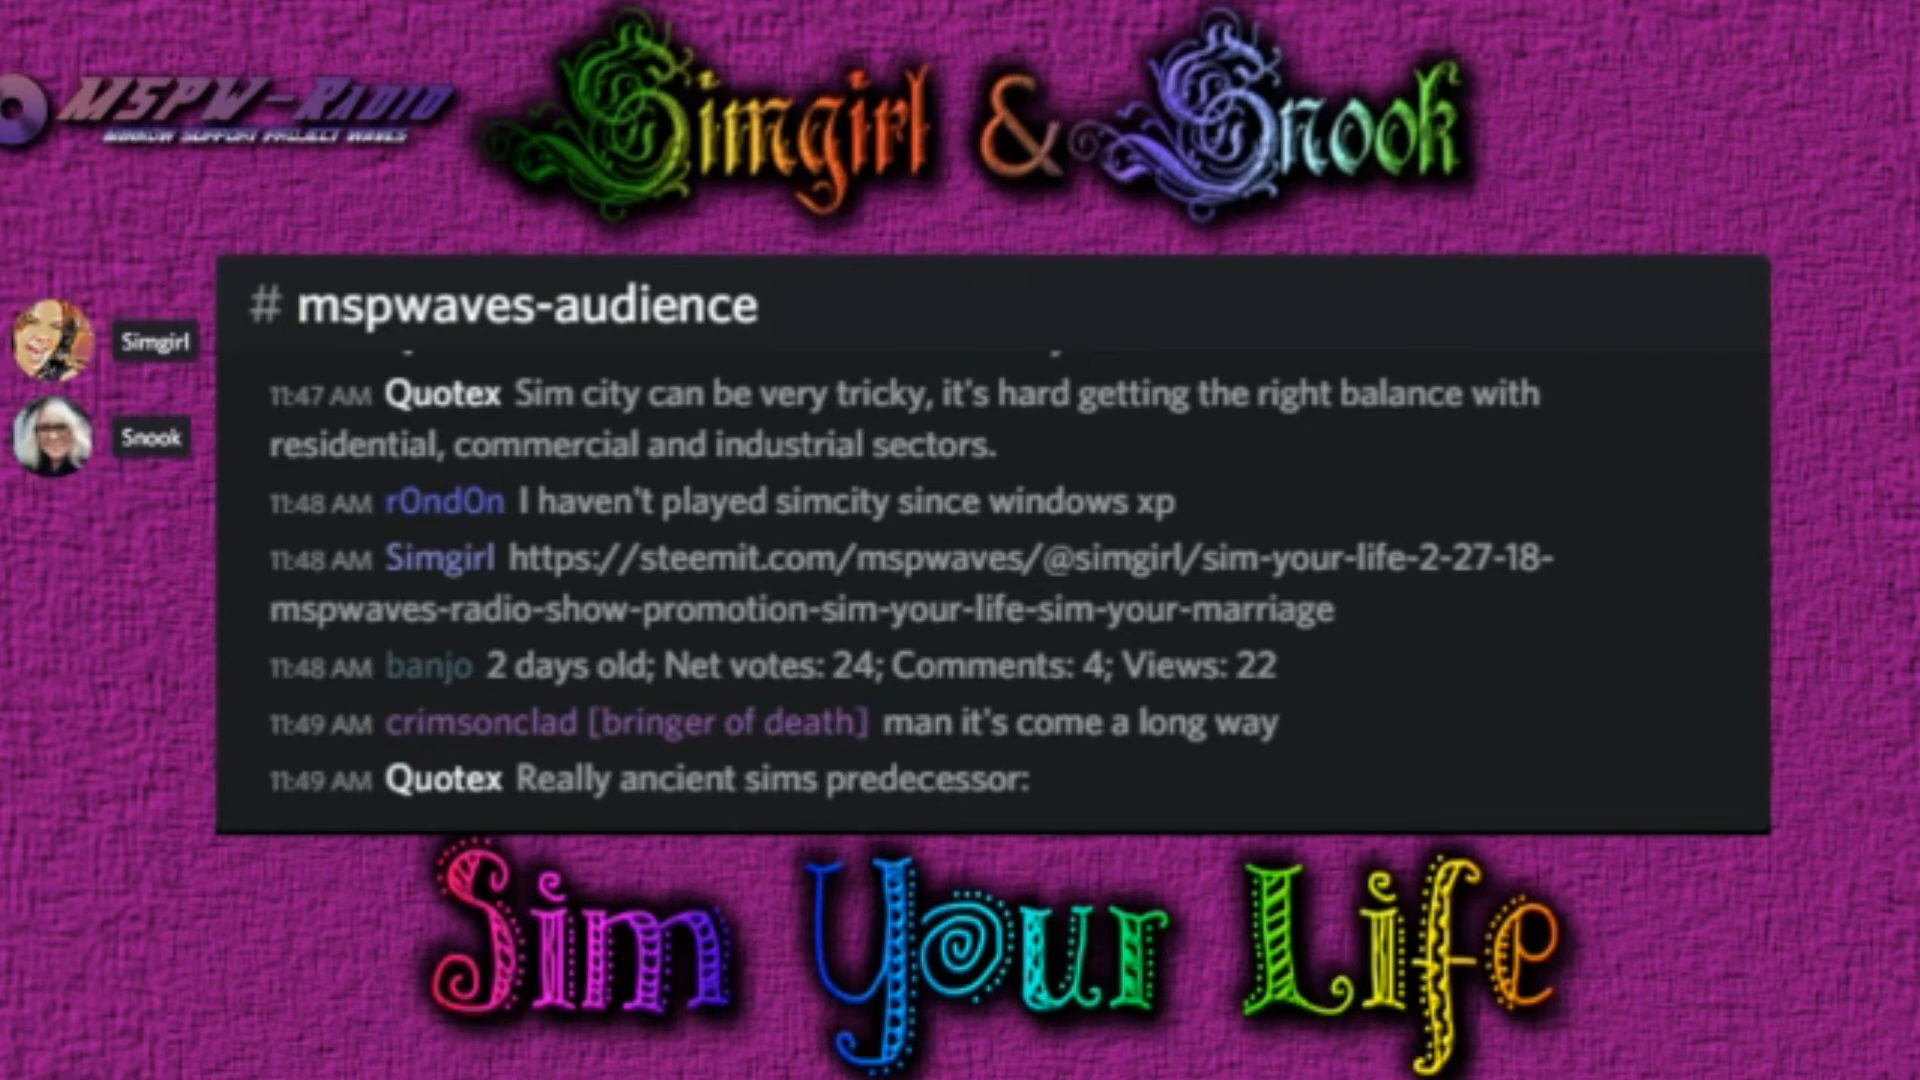 MSPW-Radio
MINNOW SUPPORT PROJECT WAVES
Simgirl & Snook
# mspwaves-audience
Simgirl
Snook
11:47 AM Quotex Sim city can be very tricky, it's hard getting the right balance with
residential, commercial and industrial sectors.
11:48 AM r0nd0n I haven't played simcity since windows xp
11:48 AM Simgirl https://steemit.com/mspwaves/@simgirl/sim-your-life-2-27-18-
mspwaves-radio-show-promotion-sim-your-life-sim-your-marriage
11:48 AM banjo 2 days old; Net votes: 24; Comments: 4; Views: 22
11:49 AM crimsonclad [bringer of death] man it's come a long way
11:49 AM Quotex Really ancient sims predecessor:
Sim Your Life